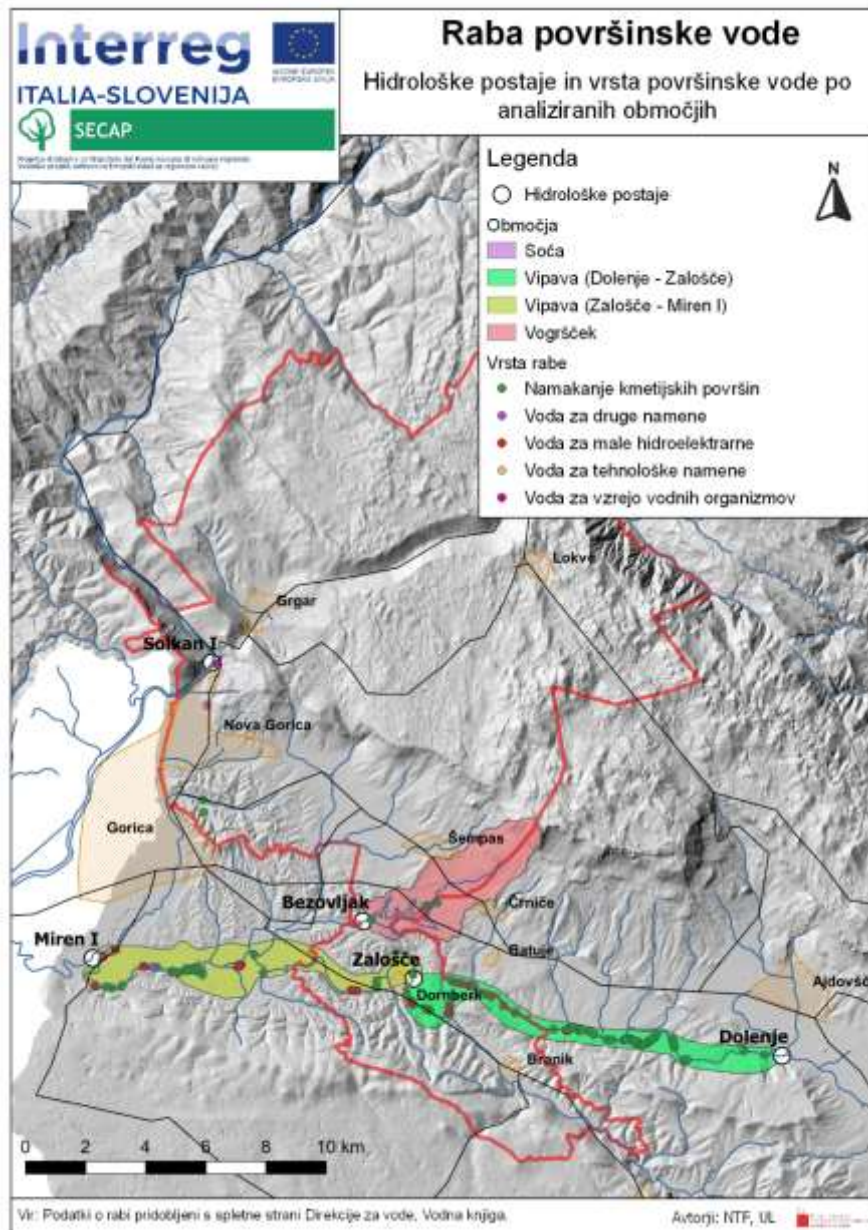 Interreg
ITALIA-SLOVENIJA
SECAP
Raba površinske vode
Hidrološke postaje in vrsta površinske vode po
analiziranih območjih
Legenda
N
Hidrološke postaje
Območja
Soča
Vipava (Dolenje - Zalošče)
Vipava (Zalošče - Miren I)
Vogršček
Vrsta rabe
Namakanje kmetijskih površin
Voda za druge namene
Voda za male hidroelektrarne
Voda za tehnološke namene
Voda za vzrejo vodnih organizmov
Lokve
Grgar
Solkan I
Nova Gorica
Gorica
Šempas
Bezovljak
Črniče
Miren I
Zalošče
Batuje
Dornberk
Ajdovšč
Dolenje
Branik
0 2 4 6 8 10 km
Vir: Podatki o rabi pridobljeni s spletne strani Direkcije za vode, Vodna knjiga.
Avtorji: NTF, UL